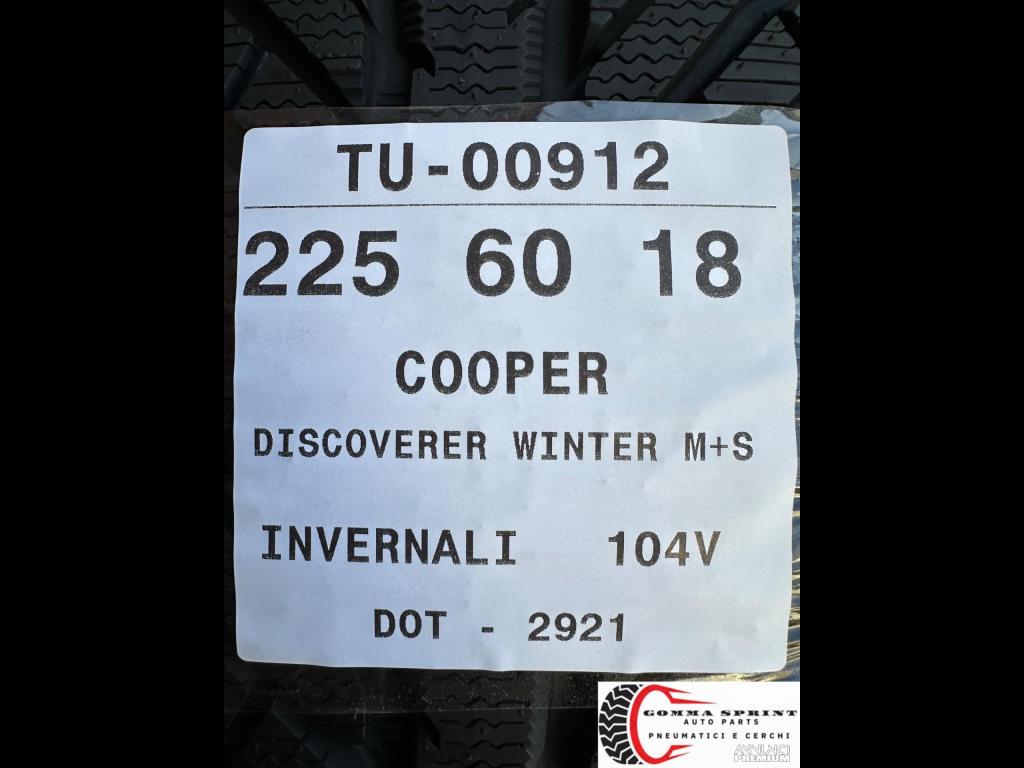 TU-00912
225 60 18
COOPER
DISCOVERER WINTER M+S
INVERNALI 104V
DOT - 2921
GOMMA SPRINT
AUTO PARTS
PNEUMATICI E CERCHI
ANNUNCI
PREMIUM